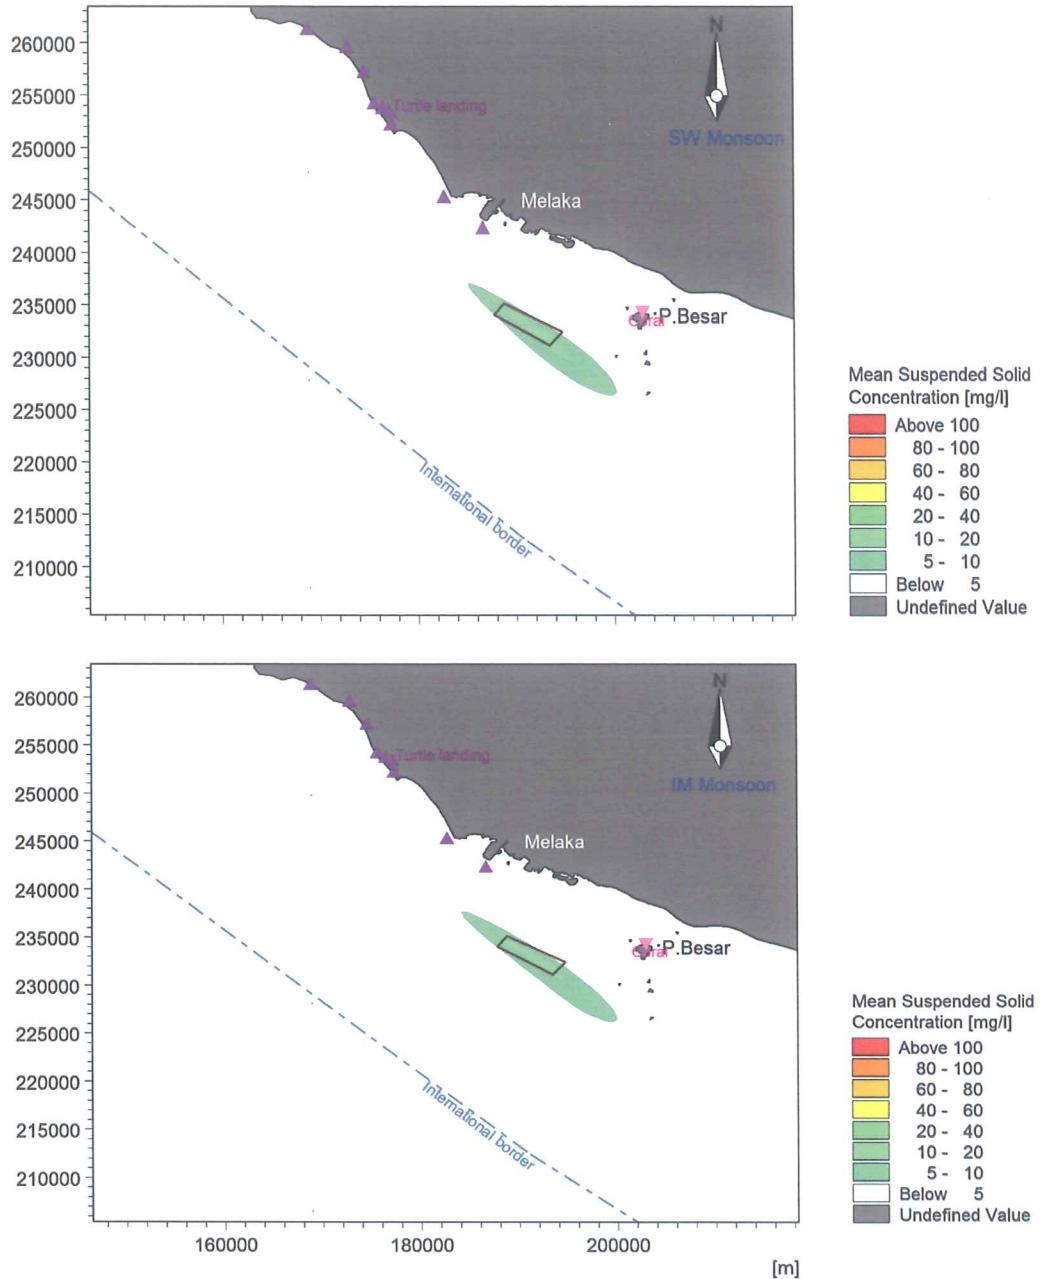 260000
N
255000
Turtle landing
250000
SW Monsoon
245000
Melaka
240000
235000
P.Besar
Coral
230000
225000
220000
International border
215000
210000
Mean Suspended Solid
Concentration [mg/l]
Above 100
80 - 100
60 - 80
40 - 60
20 - 40
10 - 20
5 - 10
Below 5
Undefined Value
260000
N
255000
Turtle landing
250000
IM Monsoon
245000
Melaka
240000
235000
P.Besar
Coral
230000
225000
220000
International border
215000
210000
Mean Suspended Solid
Concentration [mg/l]
Above 100
80 - 100
60 - 80
40 - 60
20 - 40
10 - 20
5 - 10
Below 5
Undefined Value
160000 180000 200000
[m]